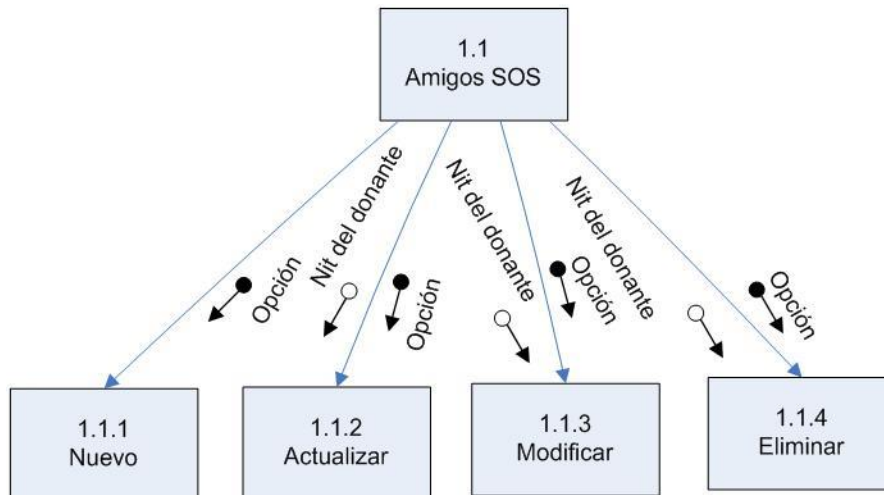 1.1
Amigos SOS
Nit del donante
Nit del donante
Nit del donante
Opción
Opción
Opción
Opción
1.1.1
Nuevo
1.1.2
Actualizar
1.1.3
Modificar
1.1.4
Eliminar